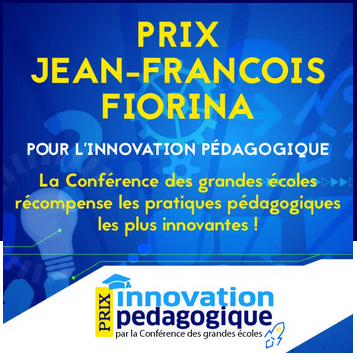 PRIX
JEAN-FRANCOIS
FIORINA
POUR L'INNOVATION PÉDAGOGIQUE
La Conférence des grandes écoles
récompense les pratiques pédagogiques
les plus innovantes !
PRIX
innovation
pedagogique
par la Conférence des grandes écoles